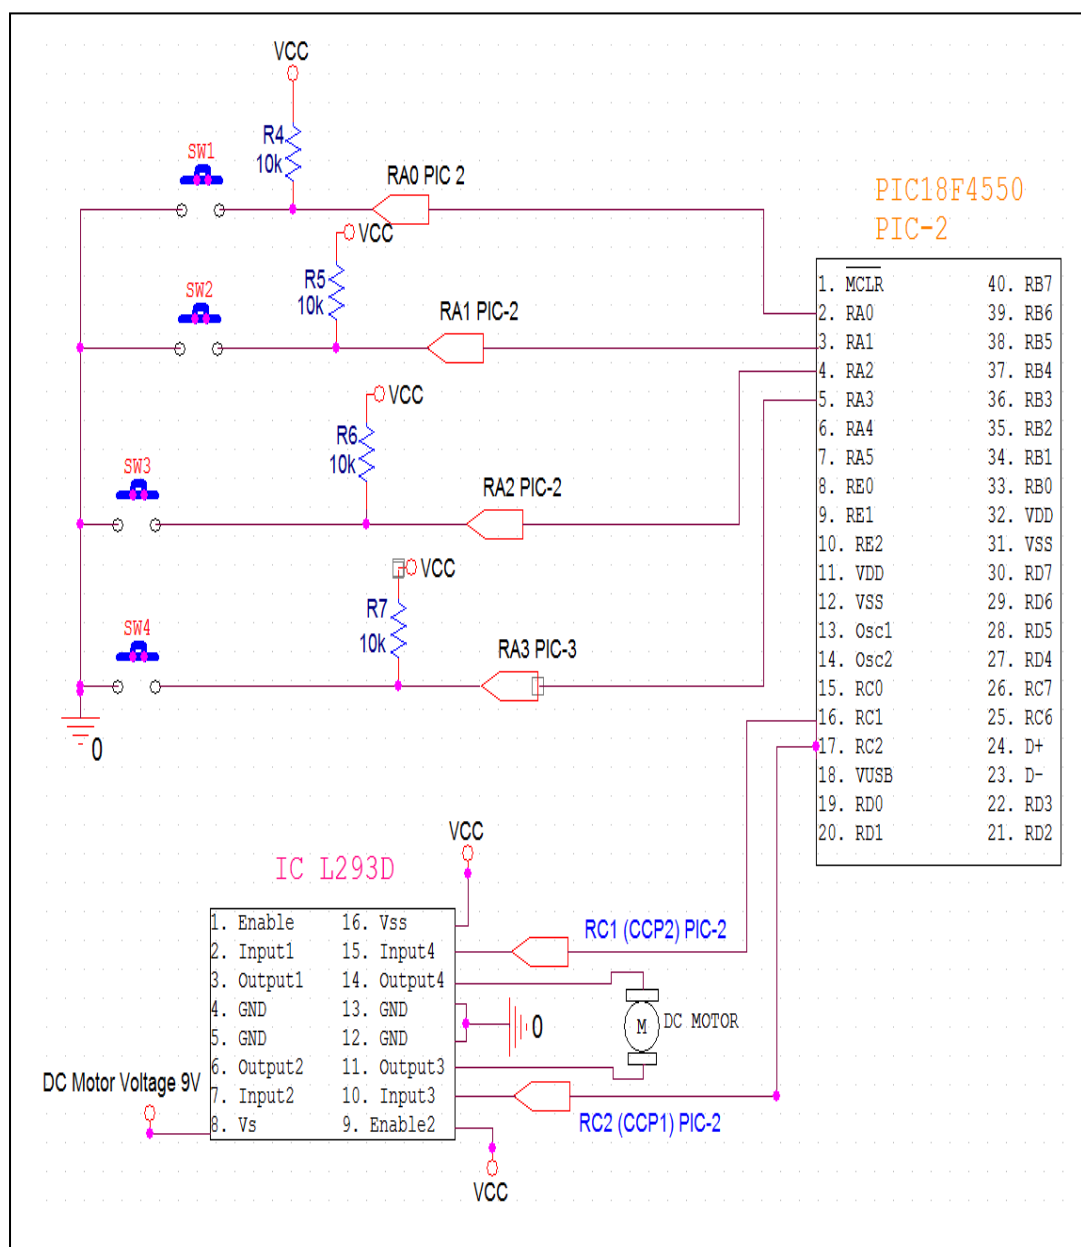 VCC
R4
10k
SW1
RA0 PIC 2
VCC
R5
10k
SW2
RA1 PIC-2
VCC
R6
10k
SW3
RA2 PIC-2
VCC
R7
10k
SW4
RA3 PIC-3
0
PIC18F4550
PIC-2
1. MCLR 40. RB7
2. RA0 39. RB6
3. RA1 38. RB5
4. RA2 37. RB4
5. RA3 36. RB3
6. RA4 35. RB2
7. RA5 34. RB1
8. RE0 33. RB0
9. RE1 32. VDD
10. RE2 31. VSS
11. VDD 30. RD7
12. VSS 29. RD6
13. Osc1 28. RD5
14. Osc2 27. RD4
15. RC0 26. RC7
16. RC1 25. RC6
17. RC2 24. D+
18. VUSB 23. D-
19. RD0 22. RD3
20. RD1 21. RD2
VCC
IC L293D
1. Enable 16. Vss
2. Input1 15. Input4
3. Output1 14. Output4
4. GND 13. GND
5. GND 12. GND
6. Output2 11. Output3
7. Input2 10. Input3
8. Vs 9. Enable2
RC1 (CCP2) PIC-2
0
M DC MOTOR
DC Motor Voltage 9V
RC2 (CCP1) PIC-2
VCC